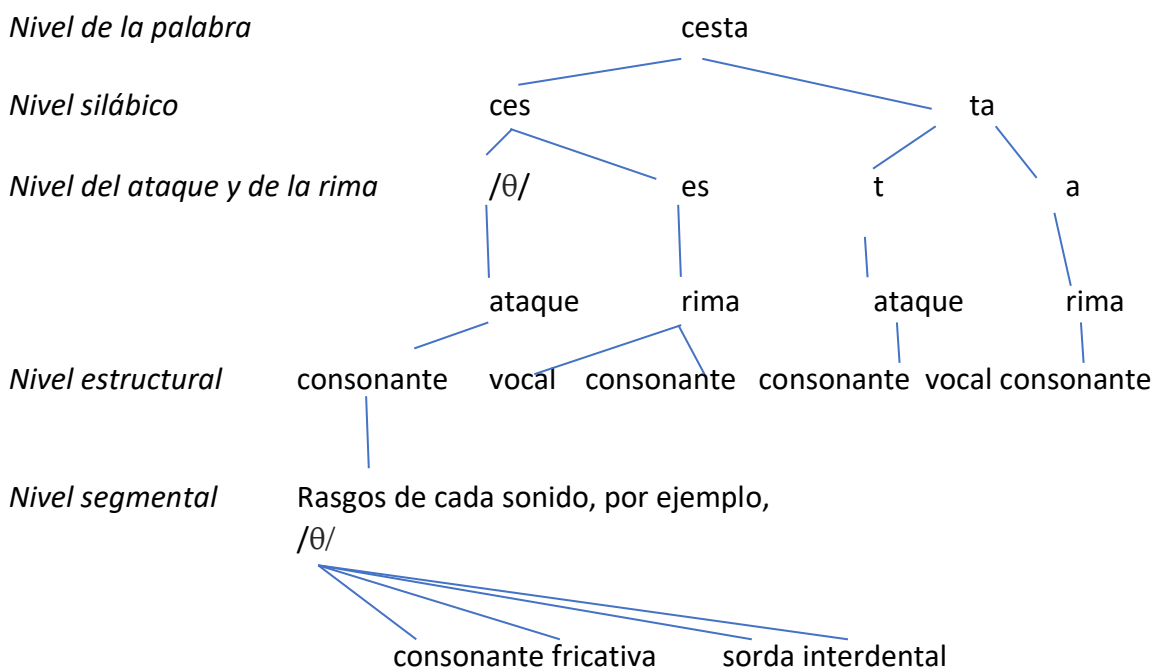 Nivel de la palabra cesta
Nivel silábico ces ta
Nivel del ataque y de la rima /θ/ es t a
ataque rima ataque rima
Nivel estructural consonante vocal consonante consonante vocal consonante
Nivel segmental Rasgos de cada sonido, por ejemplo,
/θ/
consonante fricativa sorda interdental